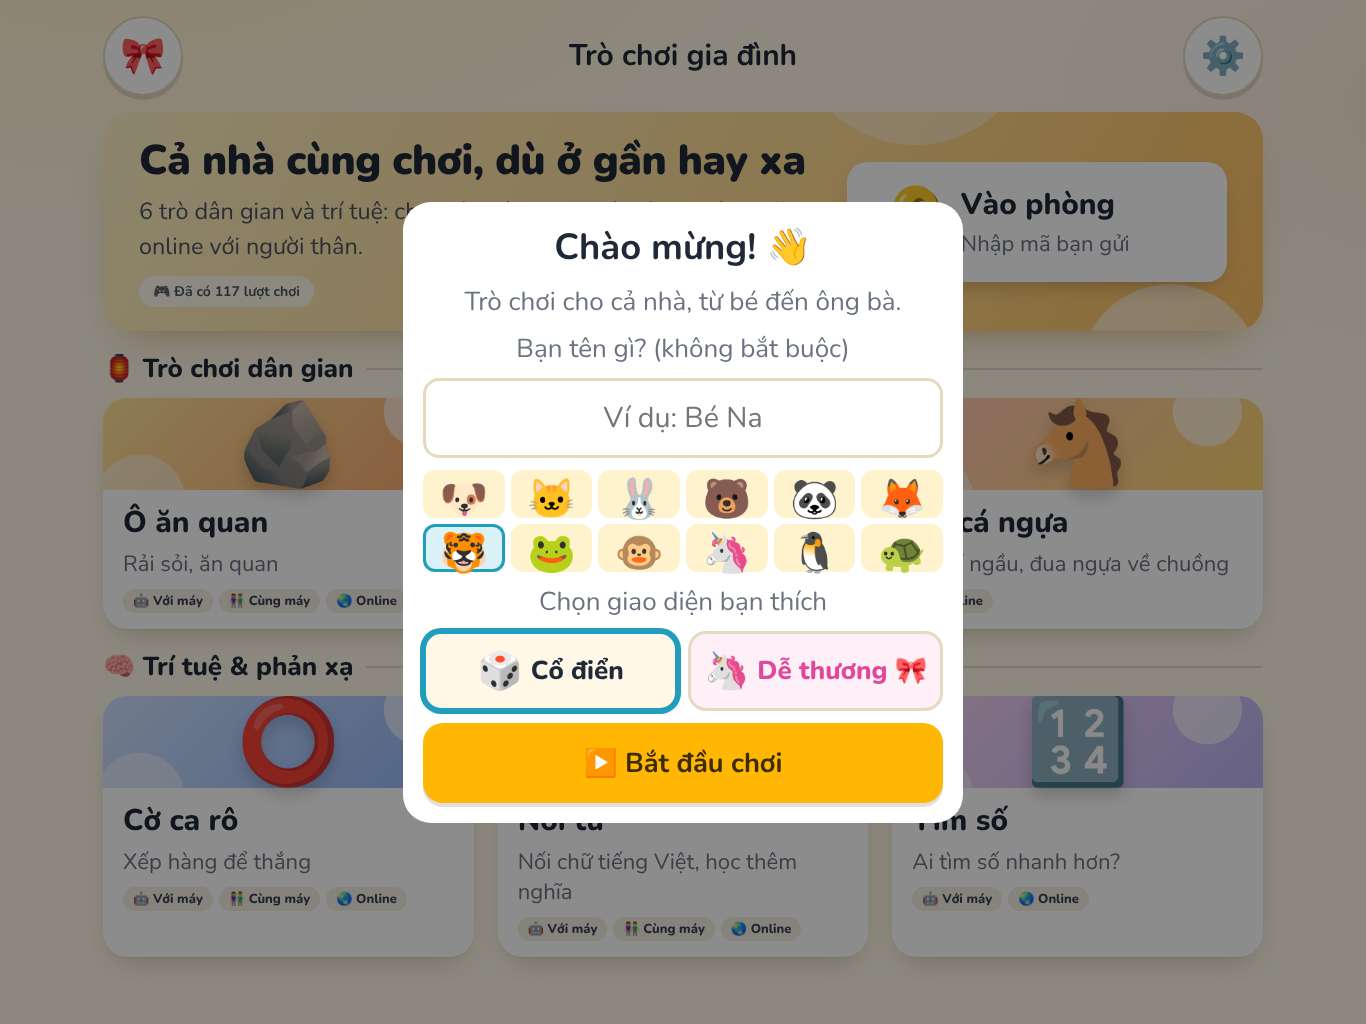 Trò chơi gia đình
Cả nhà cùng chơi, dù ở gần hay xa
6 trò dân gian và trí tuệ:
online với người thân.
🎮 Đã có 117 lượt chơi
Vào phòng
Nhập mã bạn gửi
Chào mừng! 👋
Trò chơi cho cả nhà, từ bé đến ông bà.
Bạn tên gì? (không bắt buộc)
Ví dụ: Bé Na
Chọn giao diện bạn thích
🎲 Cổ điển
🦄 Dễ thương 🎀
▶️ Bắt đầu chơi
🏮 Trò chơi dân gian
Ô ăn quan
Rải sỏi, ăn quan
🤖 Với máy 👫 Cùng máy 🌏 Online
cá ngựa
ngầu, đua ngựa về chuồng
🧠 Trí tuệ & phản xạ
Cờ ca rô
Xếp hàng để thắng
🤖 Với máy 👫 Cùng máy 🌏 Online
Nối chữ tiếng Việt, học thêm
nghĩa
🤖 Với máy 👫 Cùng máy 🌏 Online
1 2
3 4
số
Ai tìm số nhanh hơn?
🤖 Với máy 🌏 Online